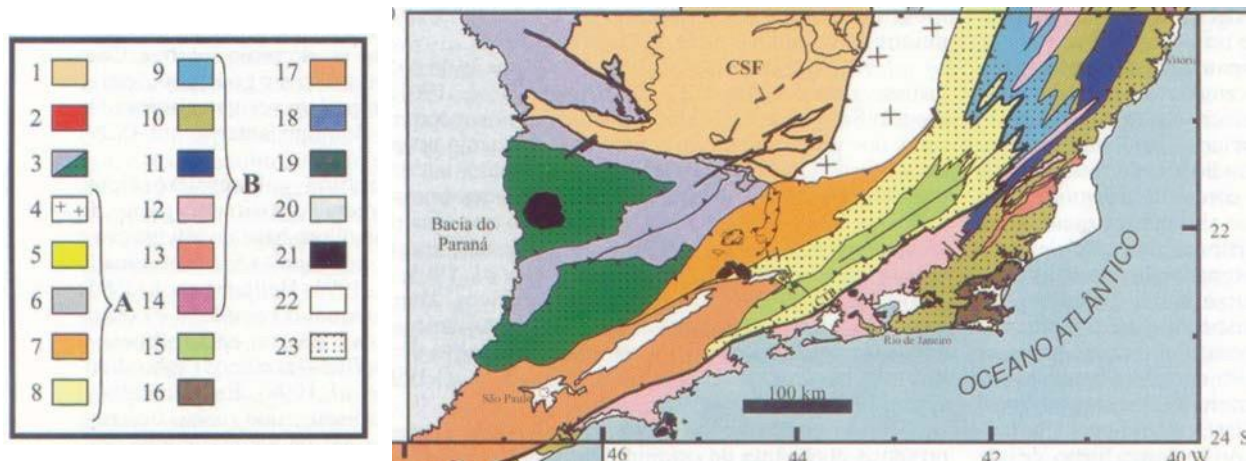 1 9 17
2 10 18
3 11 19
4 12 B 20
5 13 21
6 A 14 22
7 15 23
8 16
CSF
Bacia do
Paraná
CTB
Vitória
Rio de Janeiro
São Paulo
OCEANO ATLÂNTICO
100 km
22
24 S
46 44 42 40 W